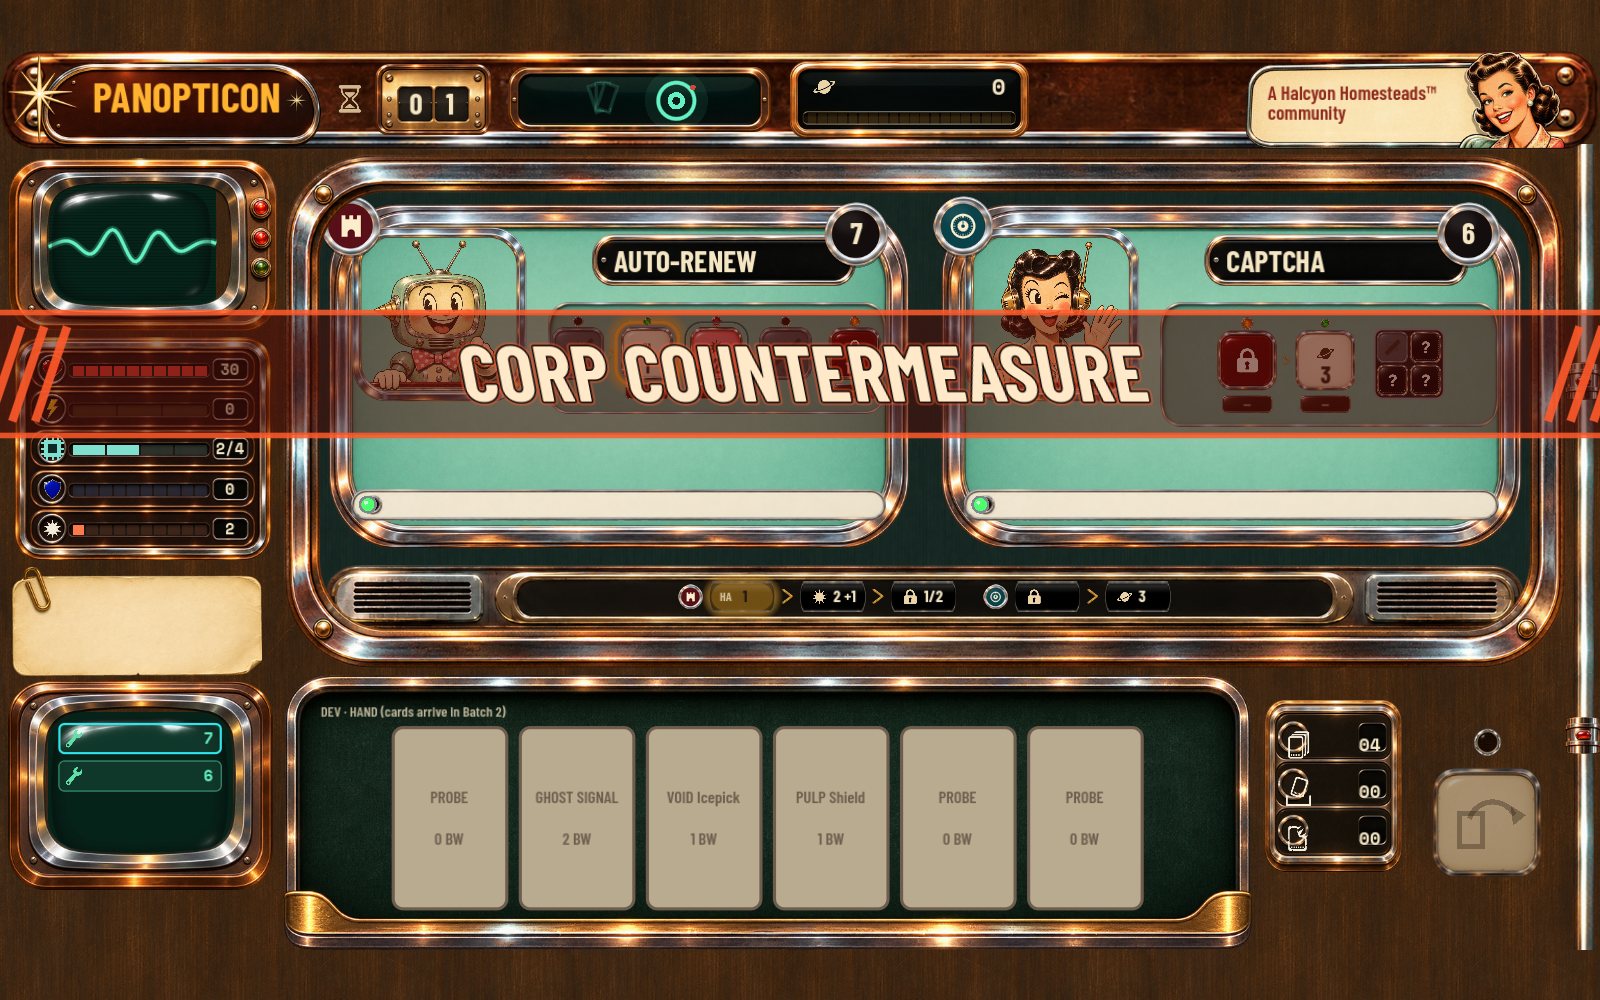 PANOPTICON
0 1
0
A Halcyon Homesteads™
community
AUTO-RENEW
7
CAPTCHA
6
CORP COUNTERMEASURE
3
?
? ?
30
0
2/4
0
2
HA 1
2 +1
1/2
3
7
6
DEV · HAND (cards arrive in Batch 2)
PROBE
0 BW
GHOST SIGNAL
2 BW
VOID Icepick
1 BW
PULP Shield
1 BW
PROBE
0 BW
PROBE
0 BW
04
00
00